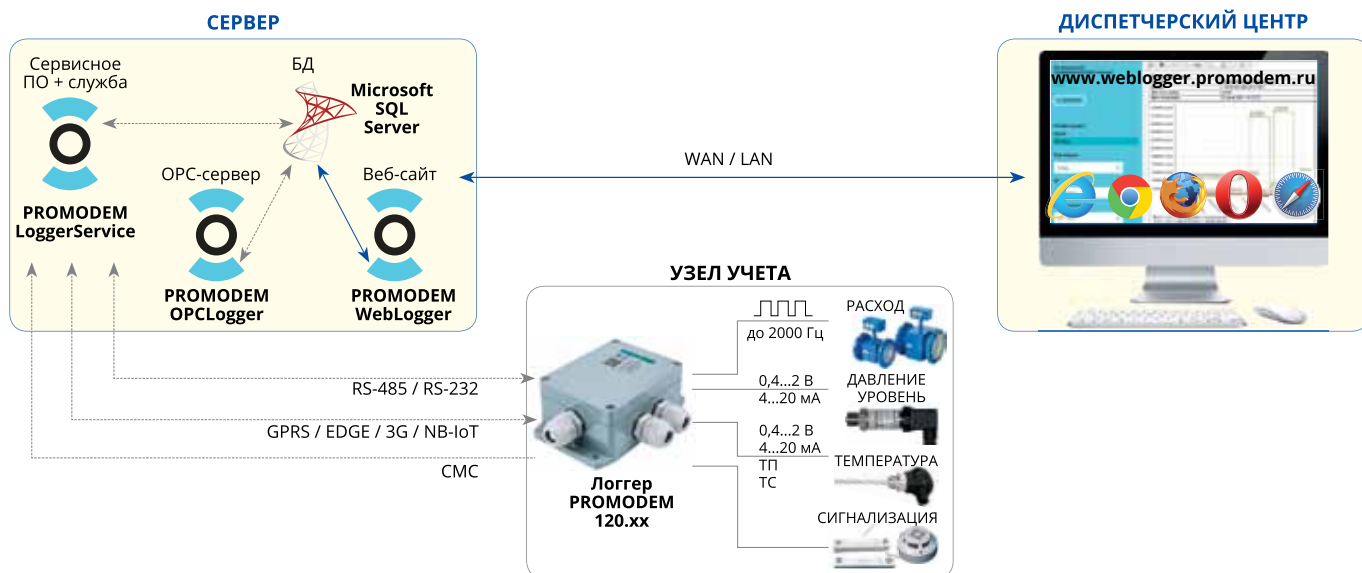 СЕРВЕР
Сервисное
ПО + служба
БД
Microsoft
SQL
Server
OPC-сервер
Веб-сайт
PROMODEM
LoggerService
PROMODEM
OPCLogger
PROMODEM
WebLogger
WAN / LAN
ДИСПЕТЧЕРСКИЙ ЦЕНТР
www.weblogger.promodem.ru
RS-485 / RS-232
GPRS / EDGE / 3G / NB-IoT
СМС
УЗЕЛ УЧЕТА
Логгер
PROMODEM
120.xx
до 2000 Гц
РАСХОД
0,4...2 В
4...20 мА
ДАВЛЕНИЕ
УРОВЕНЬ
0,4...2 В
4...20 мА
ТП
ТС
ТЕМПЕРАТУРА
СИГНАЛИЗАЦИЯ